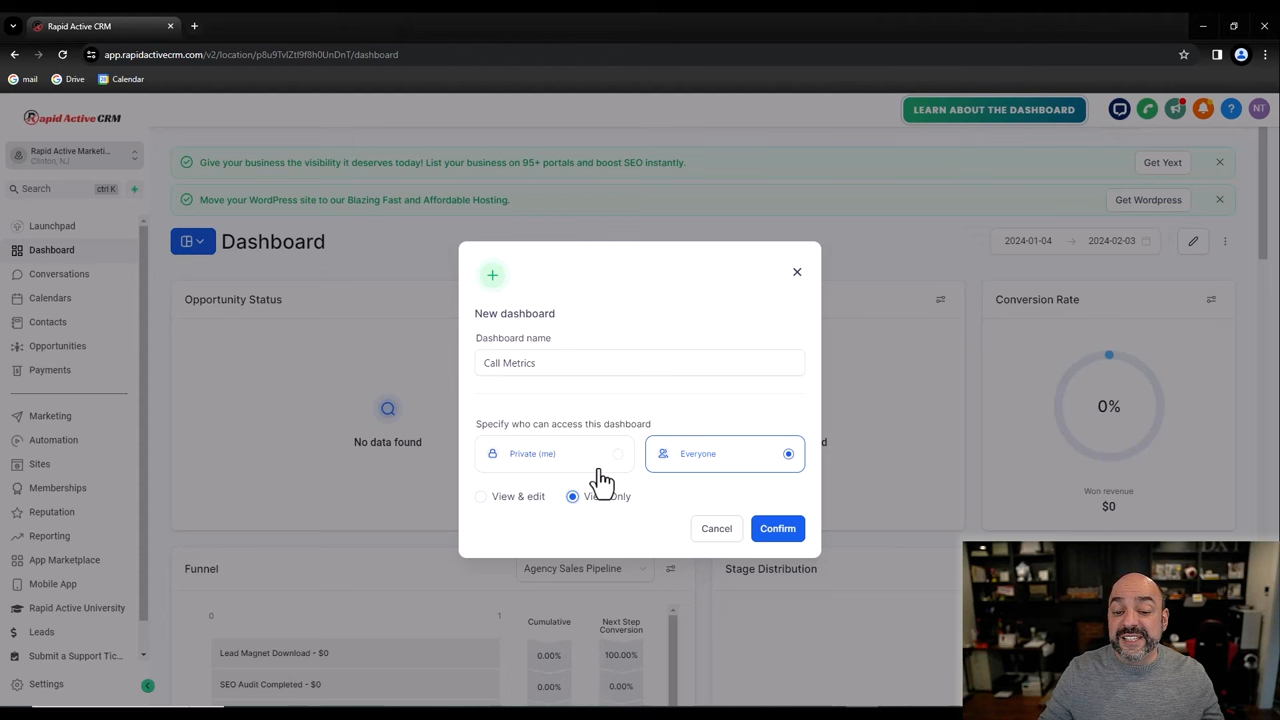 Rapid Active CRM
app.rapidactivecrm.com/v2/location/p8u9TvlZtl9f8h0UnDnT/dashboard
mail
Drive
Calendar
Rapid Active CRM
LEARN ABOUT THE DASHBOARD
NT
Rapid Active Marketi...
Clinton, NJ
Give your business the visibility it deserves today! List your business on 95+ portals and boost SEO instantly.
Get Yext
Search
ctrl K
Move your WordPress site to our Blazing Fast and Affordable Hosting.
Get Wordpress
Launchpad
Dashboard
Conversations
Calendars
Contacts
Opportunities
Payments
Marketing
Automation
Sites
Memberships
Reputation
Reporting
App Marketplace
Mobile App
Rapid Active University
Leads
Submit a Support Tic...
Settings
Dashboard
2024-01-04 → 2024-02-03
Opportunity Status
No data found
Conversion Rate
0%
Won revenue
$0
New dashboard
Dashboard name
Call Metrics
Specify who can access this dashboard
Private (me)
Everyone
View & edit
View Only
Cancel
Confirm
Funnel
Agency Sales Pipeline
Stage Distribution
0
1
Cumulative
Next Step
Conversion
Lead Magnet Download - $0
0.00%
100.00%
SEO Audit Completed - $0
0.00%
0.00%